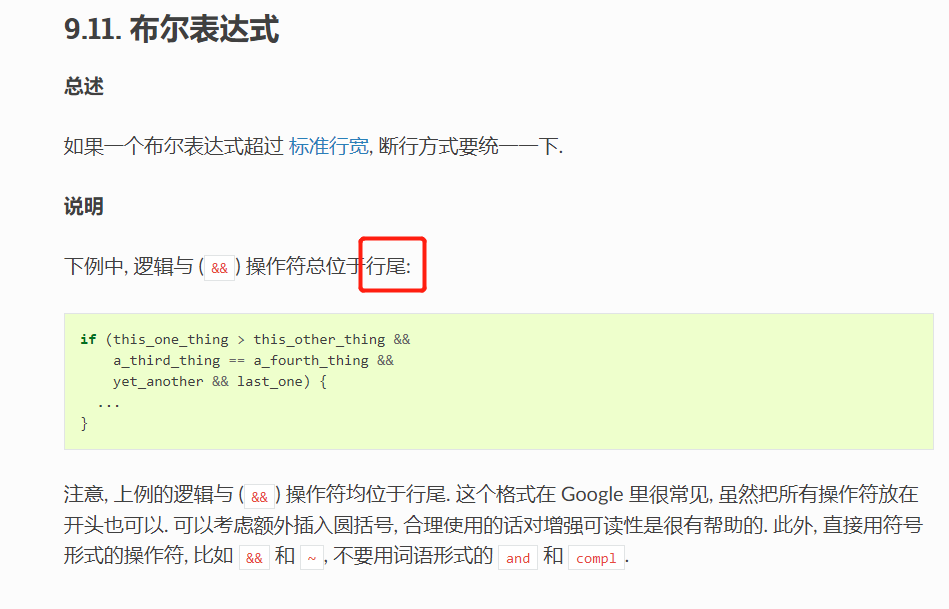 9.11. 布尔表达式
总述
如果一个布尔表达式超过 标准行宽, 断行方式要统一一下.
说明
下例中, 逻辑与 ( && ) 操作符总位于行尾:
if (this_one_thing > this_other_thing &&
    a_third_thing == a_fourth_thing &&
    yet_another && last_one) {
  ...
}
注意, 上例的逻辑与 ( && ) 操作符均位于行尾. 这个格式在 Google 里很常见, 虽然把所有操作符放在
开头也可以. 可以考虑额外插入圆括号, 合理使用的话对增强可读性是很有帮助的. 此外, 直接用符号
形式的操作符, 比如 && 和 ~ , 不要用词语形式的 and 和 compl .